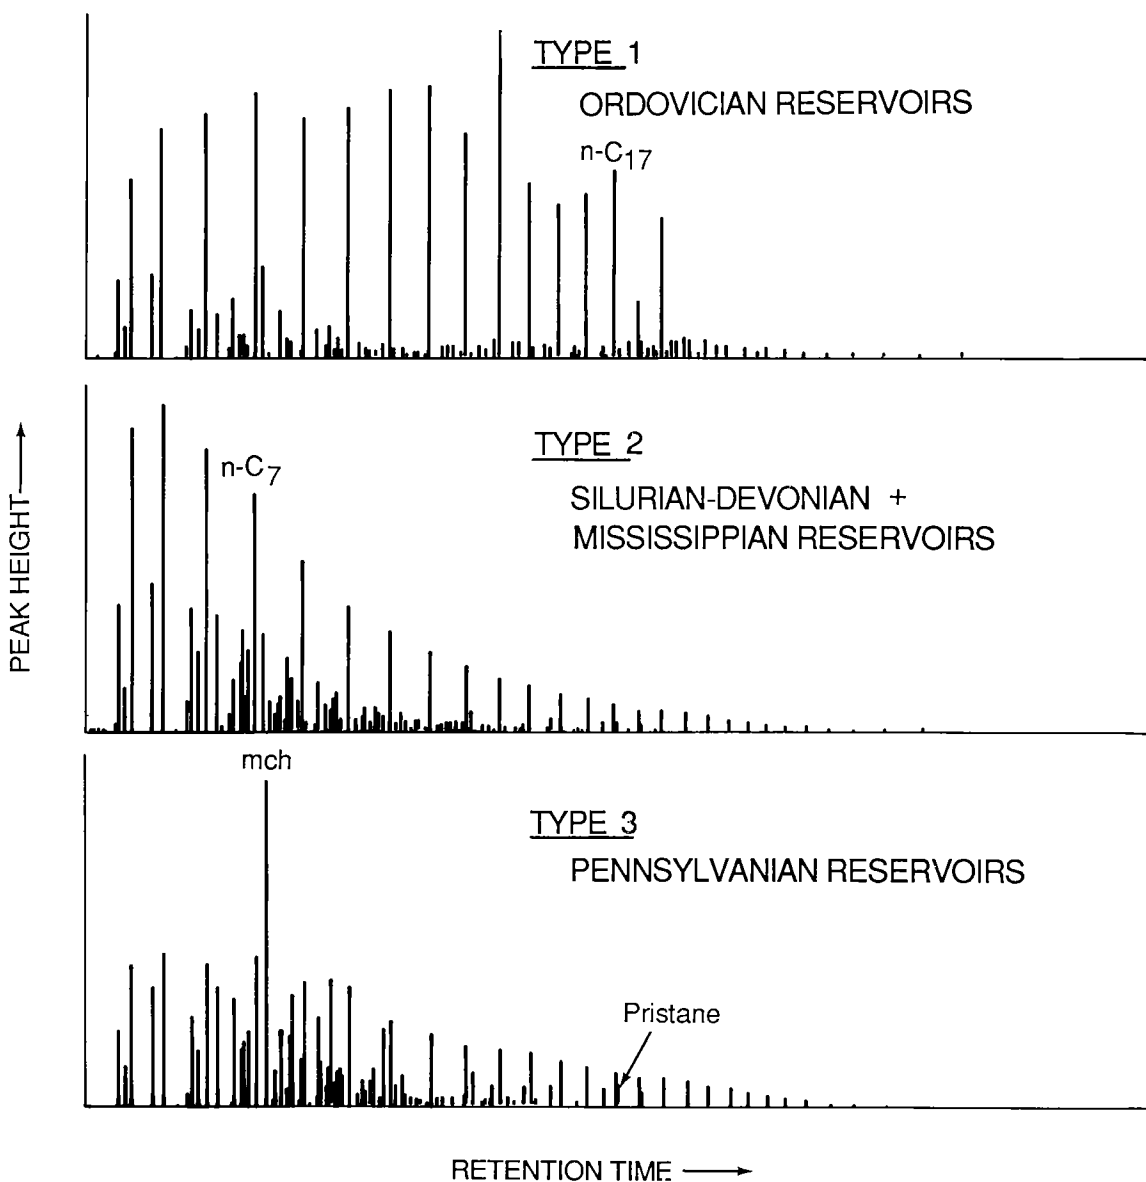 TYPE 1
ORDOVICIAN RESERVOIRS
n-C17
TYPE 2
n-C7
SILURIAN-DEVONIAN +
MISSISSIPPIAN RESERVOIRS
PEAK HEIGHT
mch
TYPE 3
PENNSYLVANIAN RESERVOIRS
Pristane
RETENTION TIME